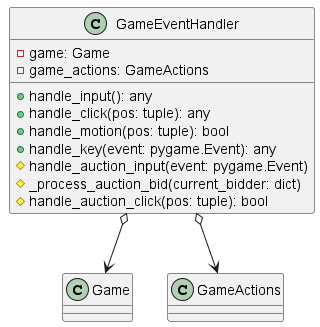 C GameEventHandler
game: Game
game_actions: GameActions
handle_input(): any
handle_click(pos: tuple): any
handle_motion(pos: tuple): bool
handle_key(event: pygame.Event): any
handle_auction_input(event: pygame.Event)
_process_auction_bid(current_bidder: dict)
handle_auction_click(pos: tuple): bool
C Game
C GameActions